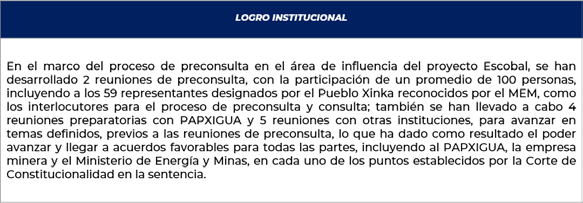 LOGRO INSTITUCIONAL
En el marco del proceso de preconsulta en el área de influencia del proyecto Escobal, se han
desarrollado 2 reuniones de preconsulta, con la participación de un promedio de 100 personas,
incluyendo a los 59 representantes designados por el Pueblo Xinka reconocidos por el MEM, como
los interlocutores para el proceso de preconsulta y consulta; también se han llevado a cabo 4
reuniones preparatorias con PAPXIGUA y 5 reuniones con otras instituciones, para avanzar en
temas definidos, previos a las reuniones de preconsulta, lo que ha dado como resultado el poder
avanzar y llegar a acuerdos favorables para todas las partes, incluyendo al PAPXIGUA, la empresa
minera y el Ministerio de Energía y Minas, en cada uno de los puntos establecidos por la Corte de
Constitucionalidad en la sentencia.